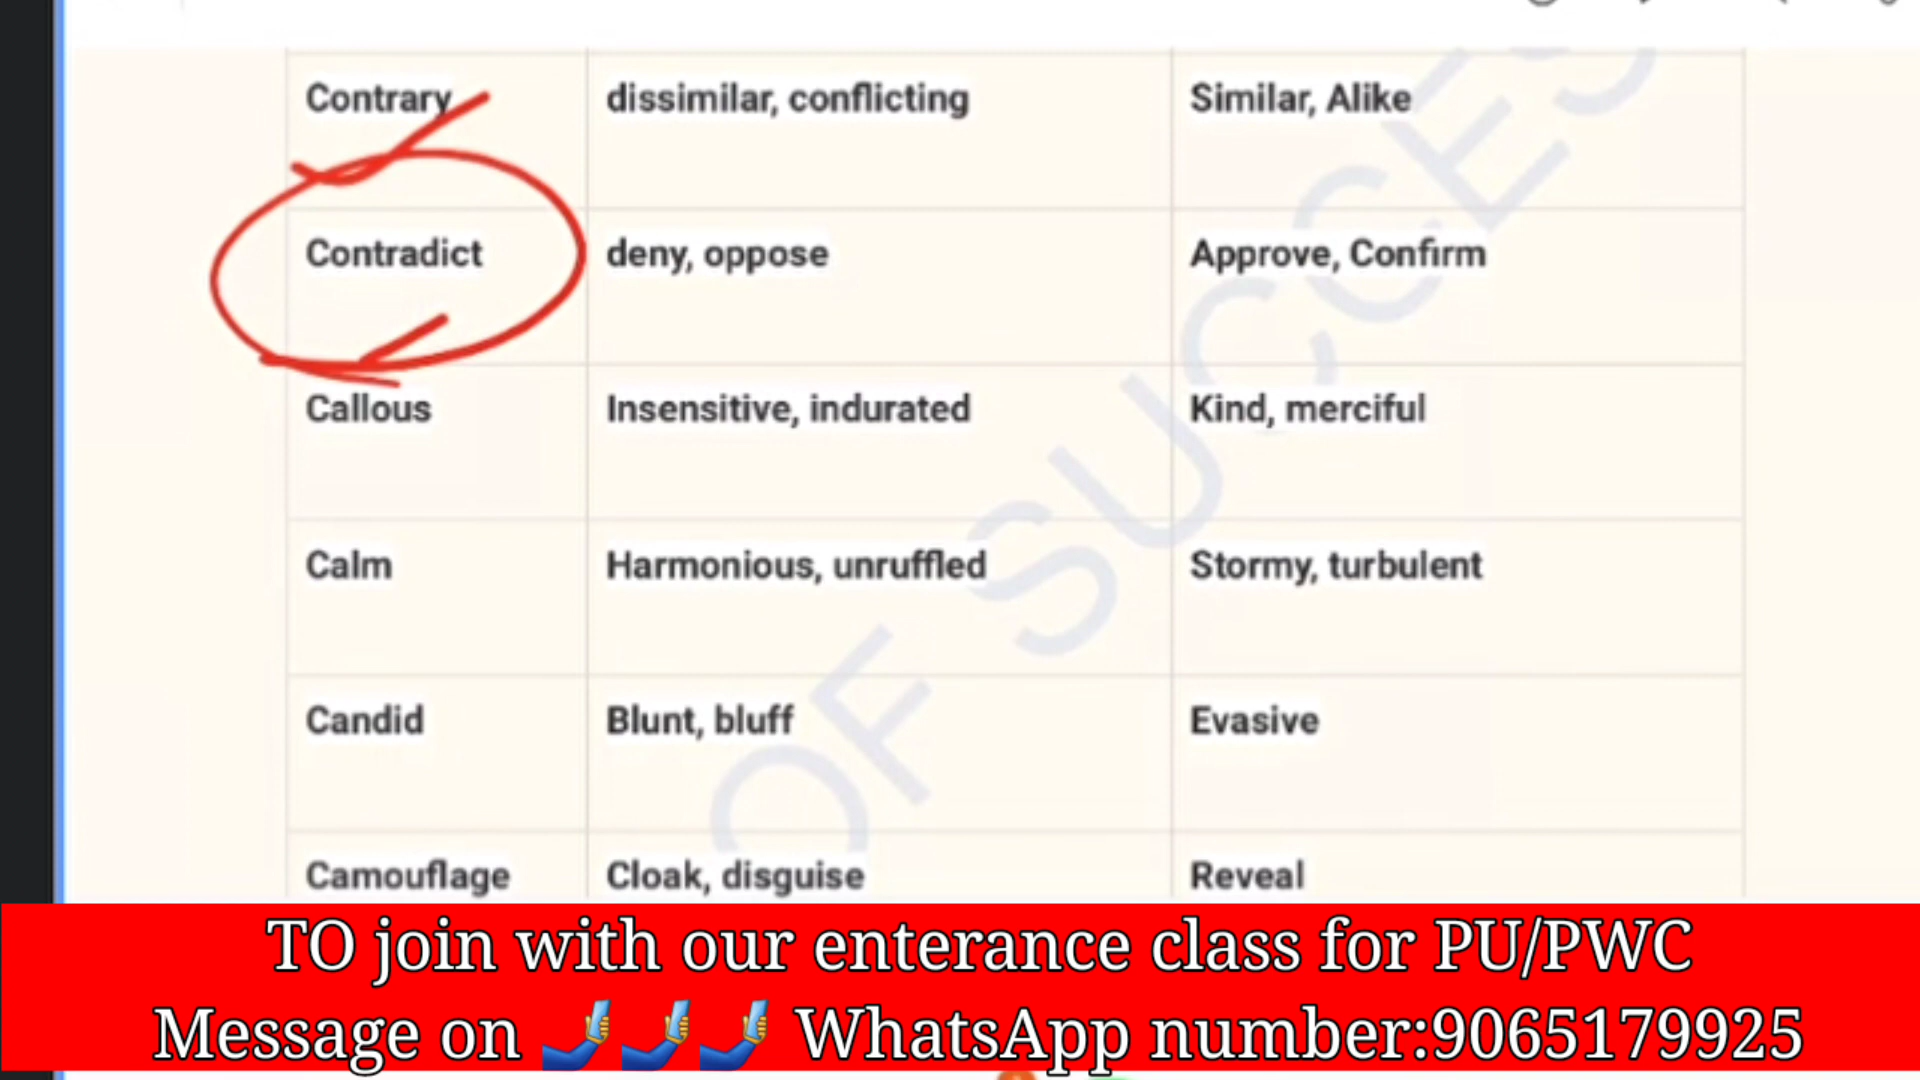 Contrary dissimilar, conflicting Similar, Alike
Contradict deny, oppose Approve, Confirm
Callous Insensitive, indurated Kind, merciful
Calm Harmonious, unruffled Stormy, turbulent
Candid Blunt, bluff Evasive
Camouflage Cloak, disguise Reveal
OF SUCCES
TO join with our enterance class for PU/PWC
Message on 🤳🤳🤳 WhatsApp number:9065179925